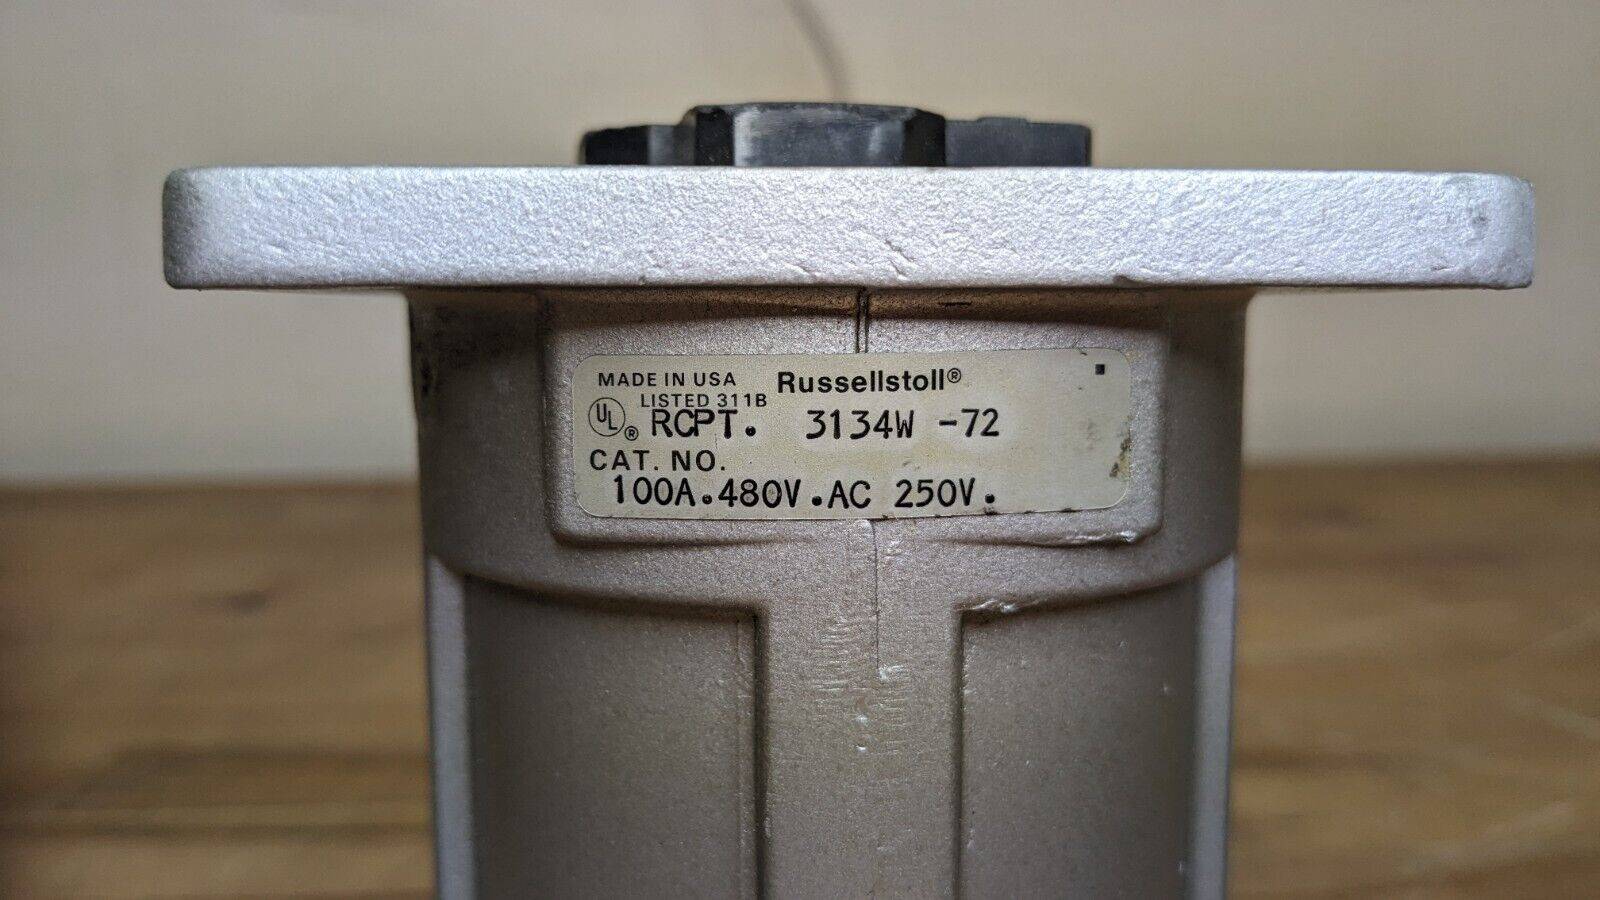 MADE IN USA Russellstoll®
LISTED 311B
UL® RCPT. 3134W -72
CAT. NO.
100A.480V.AC 250V.